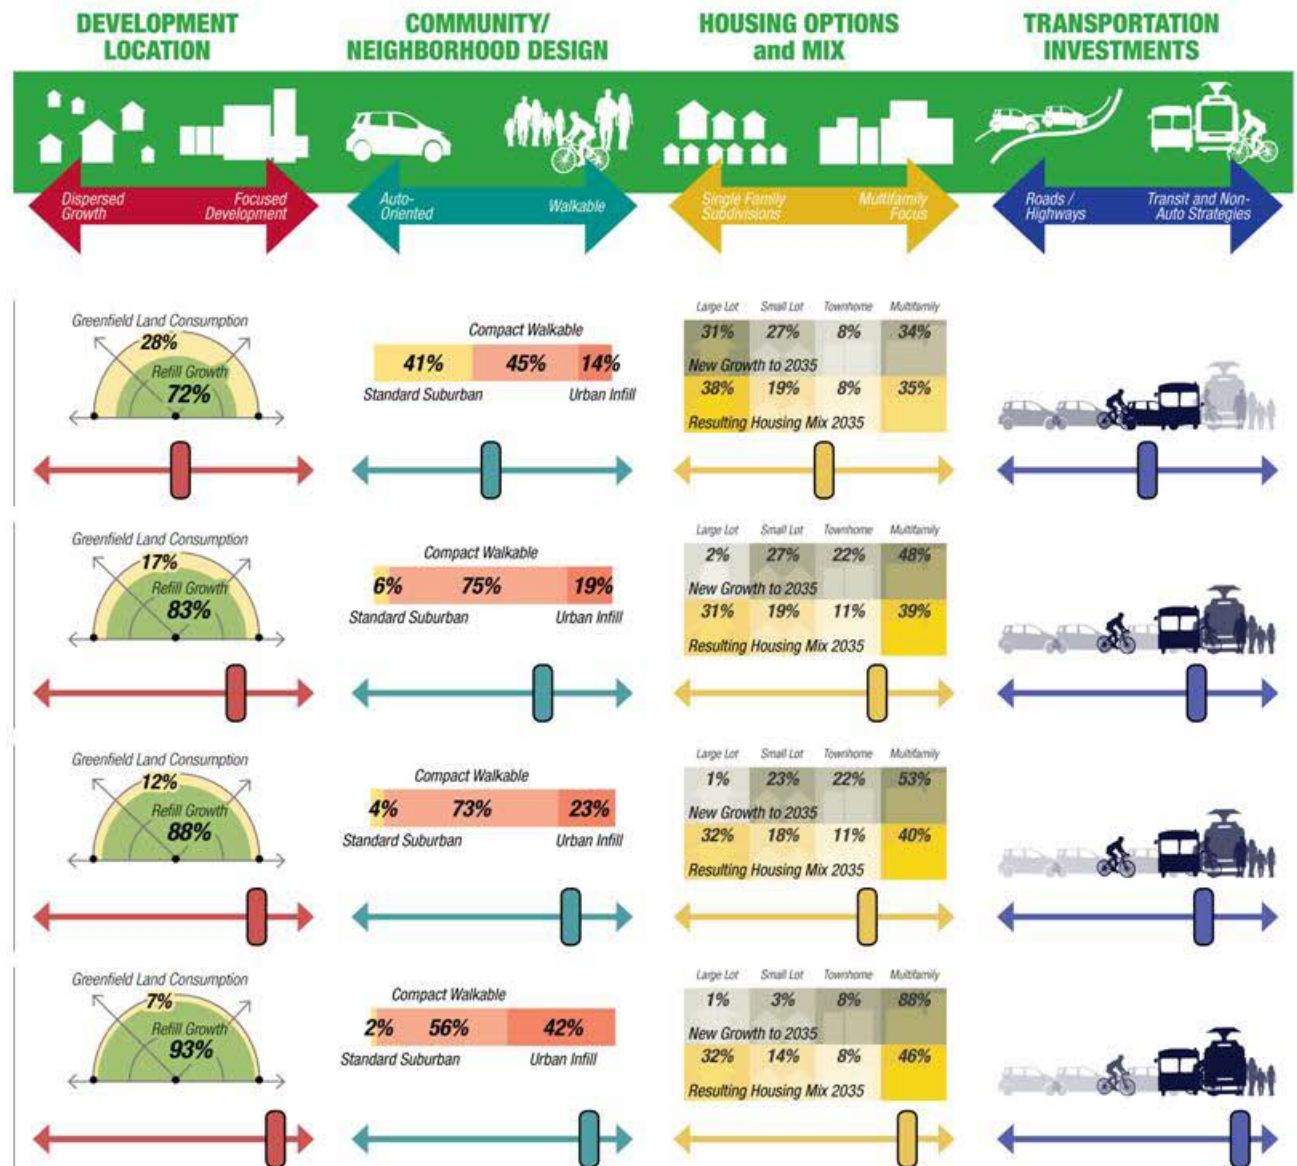 DEVELOPMENT
LOCATION
COMMUNITY/
NEIGHBORHOOD DESIGN
HOUSING OPTIONS
and MIX
TRANSPORTATION
INVESTMENTS
Dispersed
Growth
Focused
Development
Auto-
Oriented
Walkable
Single Family
Subdivisions
Multifamily
Focus
Roads /
Highways
Transit and Non-
Auto Strategies
Greenfield Land Consumption
28%
Refill Growth
72%
Compact Walkable
41% 45% 14%
Standard Suburban Urban Infill
Large Lot Small Lot Townhome Multifamily
31% 27% 8% 34%
New Growth to 2035
38% 19% 8% 35%
Resulting Housing Mix 2035
Greenfield Land Consumption
17%
Refill Growth
83%
Compact Walkable
6% 75% 19%
Standard Suburban Urban Infill
Large Lot Small Lot Townhome Multifamily
2% 27% 22% 48%
New Growth to 2035
31% 19% 11% 39%
Resulting Housing Mix 2035
Greenfield Land Consumption
12%
Refill Growth
88%
Compact Walkable
4% 73% 23%
Standard Suburban Urban Infill
Large Lot Small Lot Townhome Multifamily
1% 23% 22% 53%
New Growth to 2035
32% 18% 11% 40%
Resulting Housing Mix 2035
Greenfield Land Consumption
7%
Refill Growth
93%
Compact Walkable
2% 56% 42%
Standard Suburban Urban Infill
Large Lot Small Lot Townhome Multifamily
1% 3% 8% 88%
New Growth to 2035
32% 14% 8% 46%
Resulting Housing Mix 2035